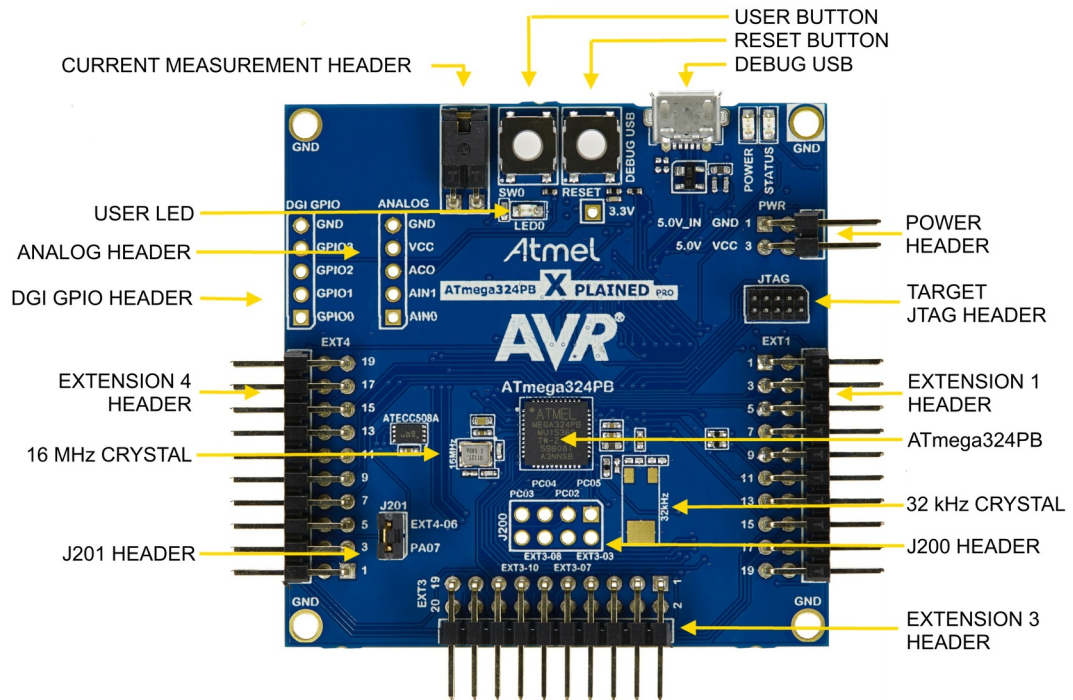 USER BUTTON
RESET BUTTON
DEBUG USB
CURRENT MEASUREMENT HEADER
GND
SW0
RESET
DEBUG USB
POWER
STATUS
GND
USER LED
LED0
3.3V
PWR
5.0V_IN GND 1
5.0V VCC 3
POWER
HEADER
DGI GPIO
GND
GPIO3
GPIO2
GPIO1
GPIO0
ANALOG
GND
VCC
ACO
AIN1
AIN0
ANALOG HEADER
DGI GPIO HEADER
Atmel
ATmega324PB X PLAINED PRO
AVR®
JTAG
TARGET
JTAG HEADER
EXT4
19
17
15
13
11
9
7
5
3
1
EXTENSION 4
HEADER
ATmega324PB
ATMEL
MEGA324PB
A3NNSB
EXT1
1
3
5
7
9
11
13
15
17
19
EXTENSION 1
HEADER
ATmega324PB
ATECC508A
16MHz
16 MHz CRYSTAL
32kHz
32 kHz CRYSTAL
PC04 PC05
PC03 PC02
J200
EXT3-08 EXT3-03
EXT3-10 EXT3-07
J200 HEADER
J201
EXT4-06
PA07
J201 HEADER
GND
EXT3
19
20
1
2
GND
EXTENSION 3
HEADER